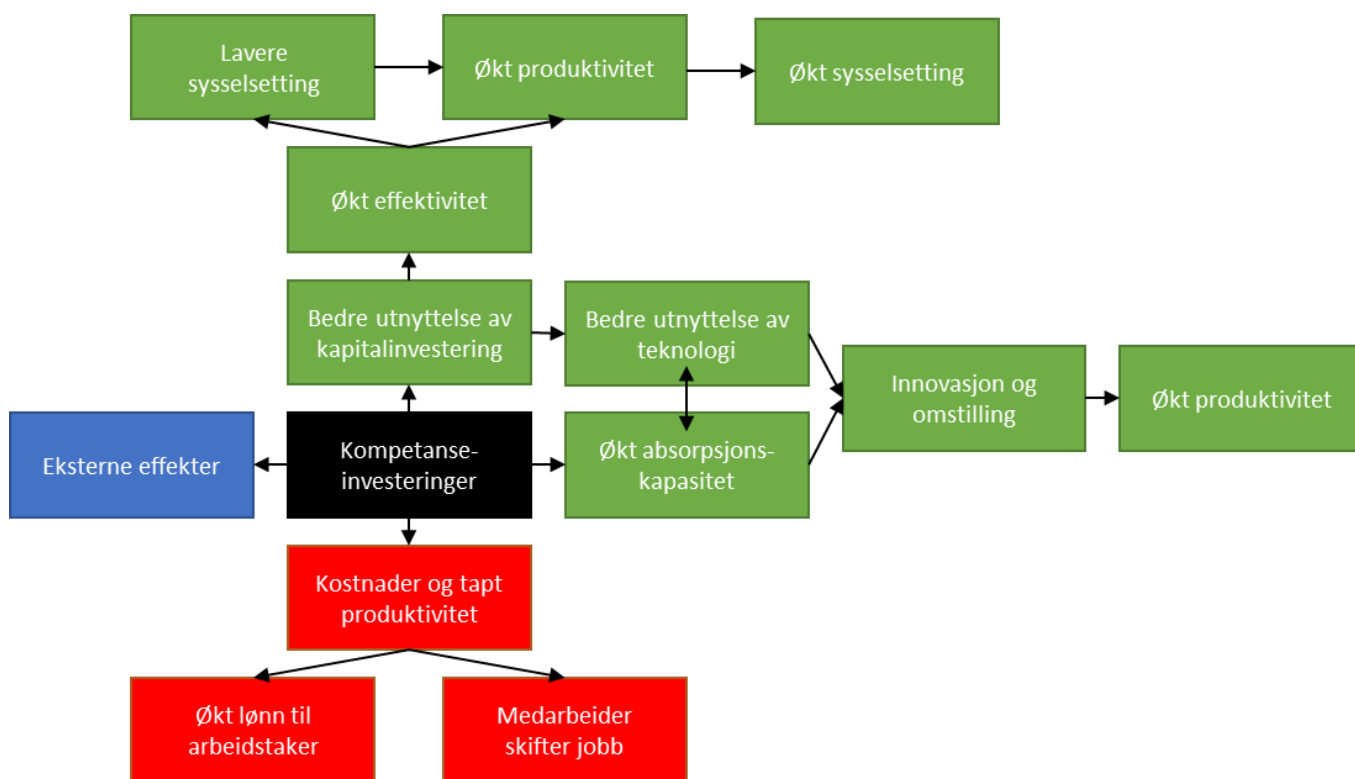 Lavere
sysselsetting
Økt produktivitet
Økt sysselsetting
Økt effektivitet
Bedre utnyttelse av
kapitalinvestering
Bedre utnyttelse av
teknologi
Innovasjon og
omstilling
Økt produktivitet
Eksterne effekter
Kompetanse-
investeringer
Økt absorpsjons-
kapasitet
Kostnader og tapt
produktivitet
Økt lønn til
arbeidstaker
Medarbeider
skifter jobb